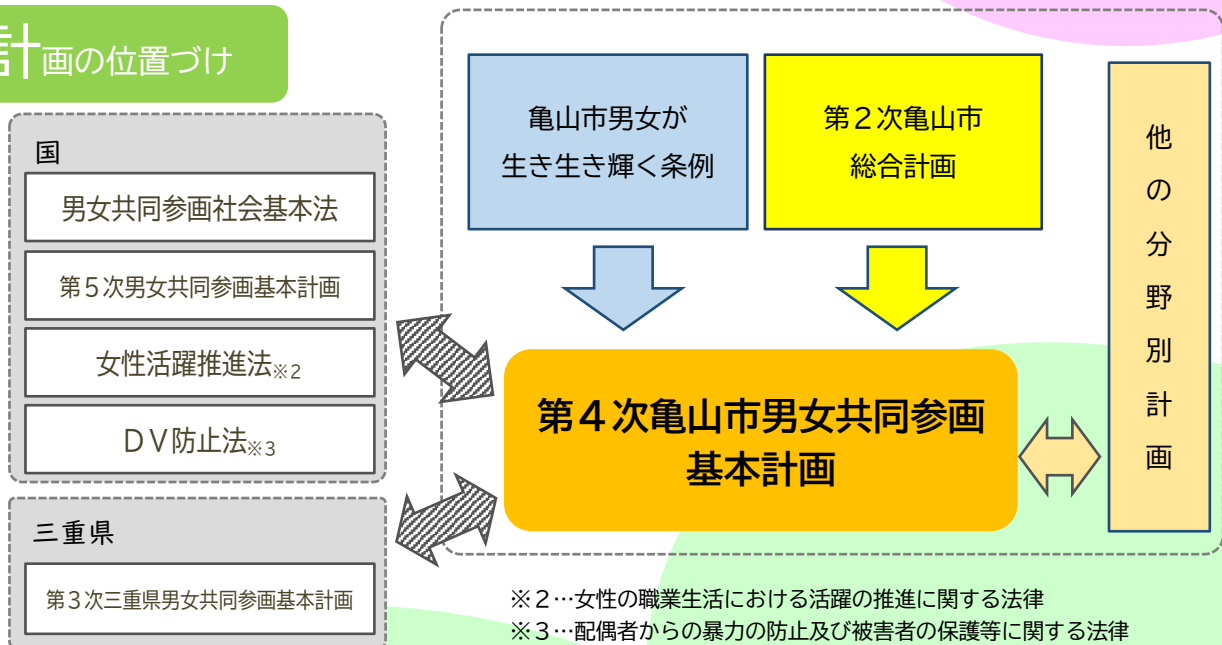 計画の位置づけ
国
男女共同参画社会基本法
第5次男女共同参画基本計画
女性活躍推進法※2
DV防止法※3
三重県
第3次三重県男女共同参画基本計画
亀山市男女が
生き生き輝く条例
第2次亀山市
総合計画
他の分野別計画
第4次亀山市男女共同参画
基本計画
※2…女性の職業生活における活躍の推進に関する法律
※3…配偶者からの暴力の防止及び被害者の保護等に関する法律